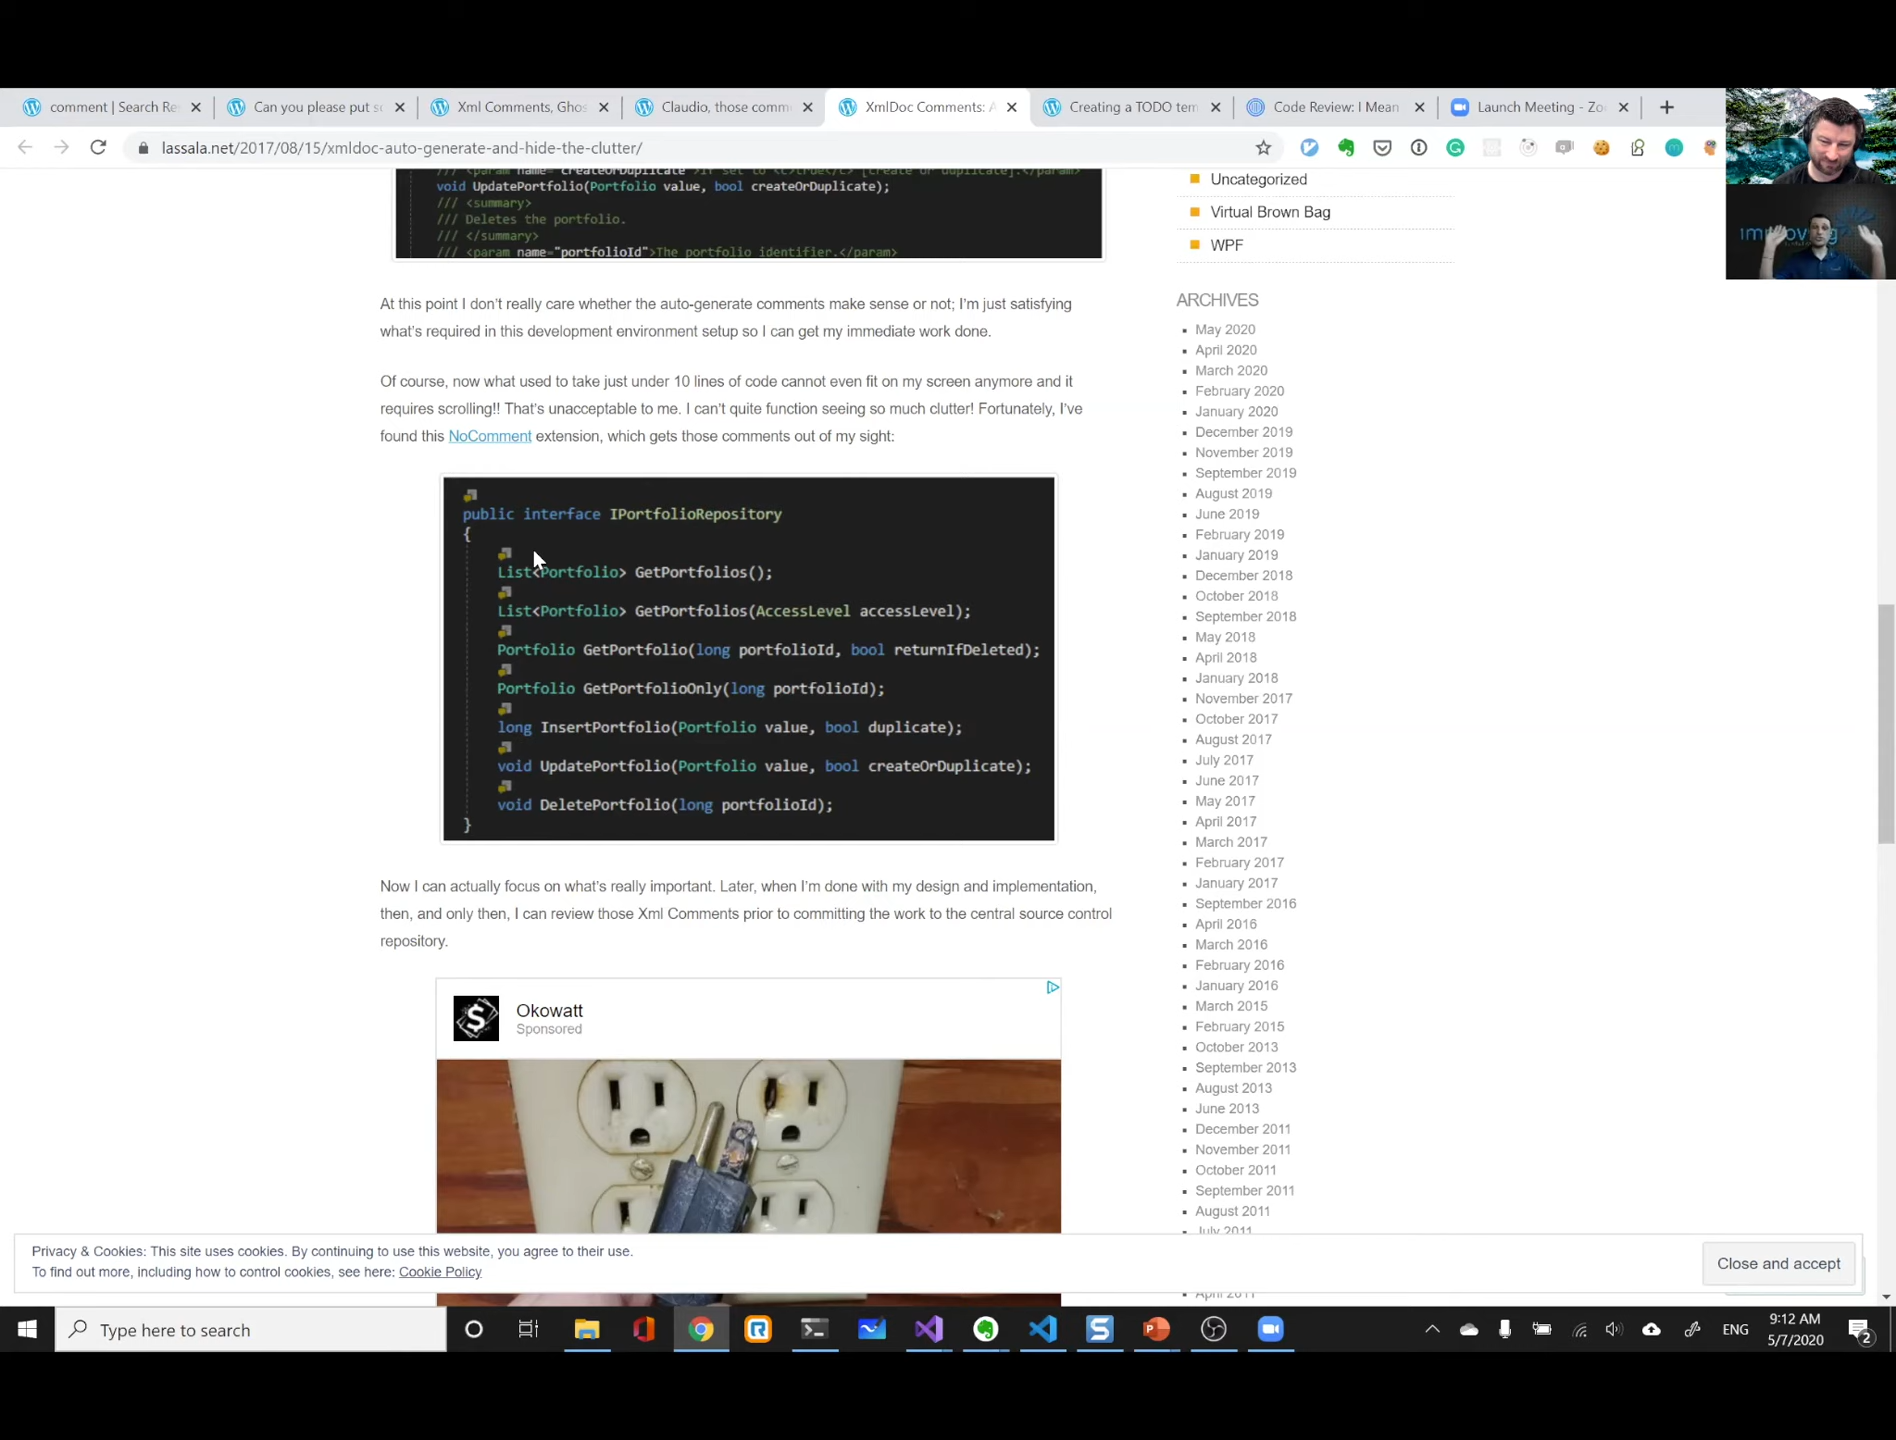 comment | Search Re
Can you please put so
Xml Comments, Ghos
Claudio, those comm
XmlDoc Comments: A
Creating a TODO tem
Code Review: I Mean
Launch Meeting - Zo
lassala.net/2017/08/15/xmldoc-auto-generate-and-hide-the-clutter/
/// <param name="createOrDuplicate">If set to <c>true</c> [create or duplicate].</param>
void UpdatePortfolio(Portfolio value, bool createOrDuplicate);
/// <summary>
/// Deletes the portfolio.
/// </summary>
/// <param name="portfolioId">The portfolio identifier.</param>
At this point I don't really care whether the auto-generate comments make sense or not; I'm just satisfying
what's required in this development environment setup so I can get my immediate work done.
Of course, now what used to take just under 10 lines of code cannot even fit on my screen anymore and it
requires scrolling!! That's unacceptable to me. I can't quite function seeing so much clutter! Fortunately, I've
found this NoComment extension, which gets those comments out of my sight:
public interface IPortfolioRepository
{
List<Portfolio> GetPortfolios();
List<Portfolio> GetPortfolios(AccessLevel accessLevel);
Portfolio GetPortfolio(long portfolioId, bool returnIfDeleted);
Portfolio GetPortfolioOnly(long portfolioId);
long InsertPortfolio(Portfolio value, bool duplicate);
void UpdatePortfolio(Portfolio value, bool createOrDuplicate);
void DeletePortfolio(long portfolioId);
}
Now I can actually focus on what's really important. Later, when I'm done with my design and implementation,
then, and only then, I can review those Xml Comments prior to committing the work to the central source control
repository.
Okowatt
Sponsored
Uncategorized
Virtual Brown Bag
WPF
ARCHIVES
May 2020
April 2020
March 2020
February 2020
January 2020
December 2019
November 2019
September 2019
August 2019
June 2019
February 2019
January 2019
December 2018
October 2018
September 2018
May 2018
April 2018
January 2018
November 2017
October 2017
August 2017
July 2017
June 2017
May 2017
April 2017
March 2017
February 2017
January 2017
September 2016
April 2016
March 2016
February 2016
January 2016
March 2015
February 2015
October 2013
September 2013
August 2013
June 2013
December 2011
November 2011
October 2011
September 2011
August 2011
July 2011
April 2011
Privacy & Cookies: This site uses cookies. By continuing to use this website, you agree to their use.
To find out more, including how to control cookies, see here: Cookie Policy
Close and accept
Type here to search
ENG
9:12 AM
5/7/2020
2